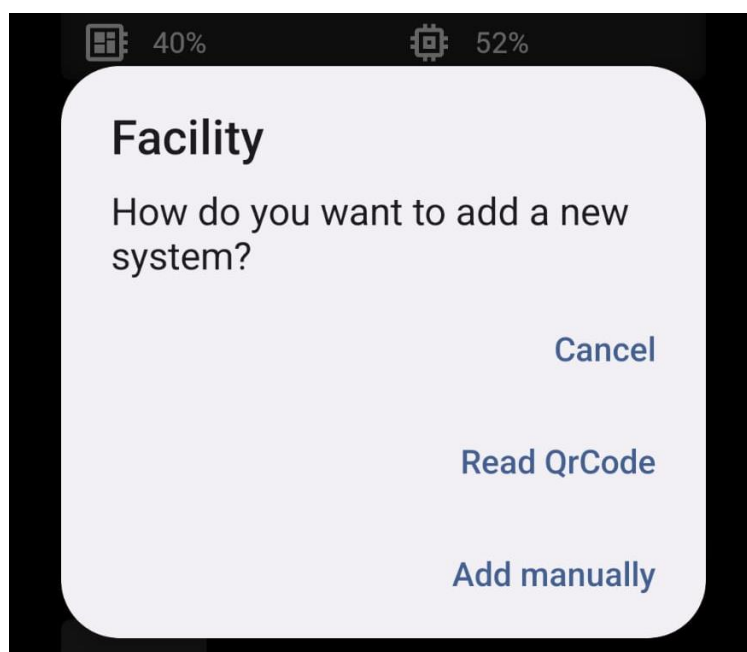 40% 52%
Facility
How do you want to add a new
system?
Cancel
Read QrCode
Add manually